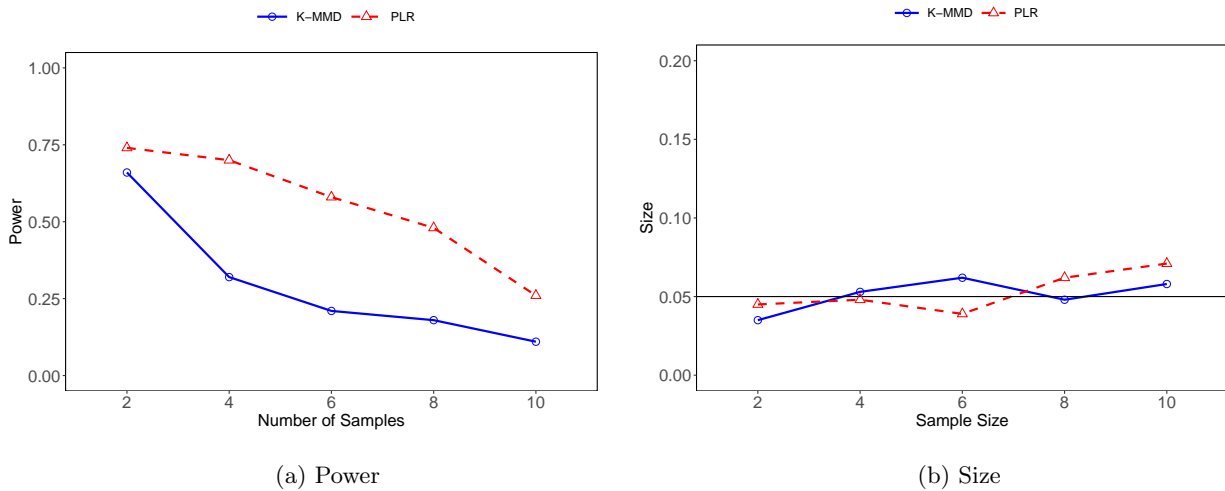 K−MMD PLR
1.00
0.75
0.50
0.25
0.00
Power
2 4 6 8 10
Number of Samples
(a) Power
K−MMD PLR
0.20
0.15
0.10
0.05
0.00
Size
2 4 6 8 10
Sample Size
(b) Size